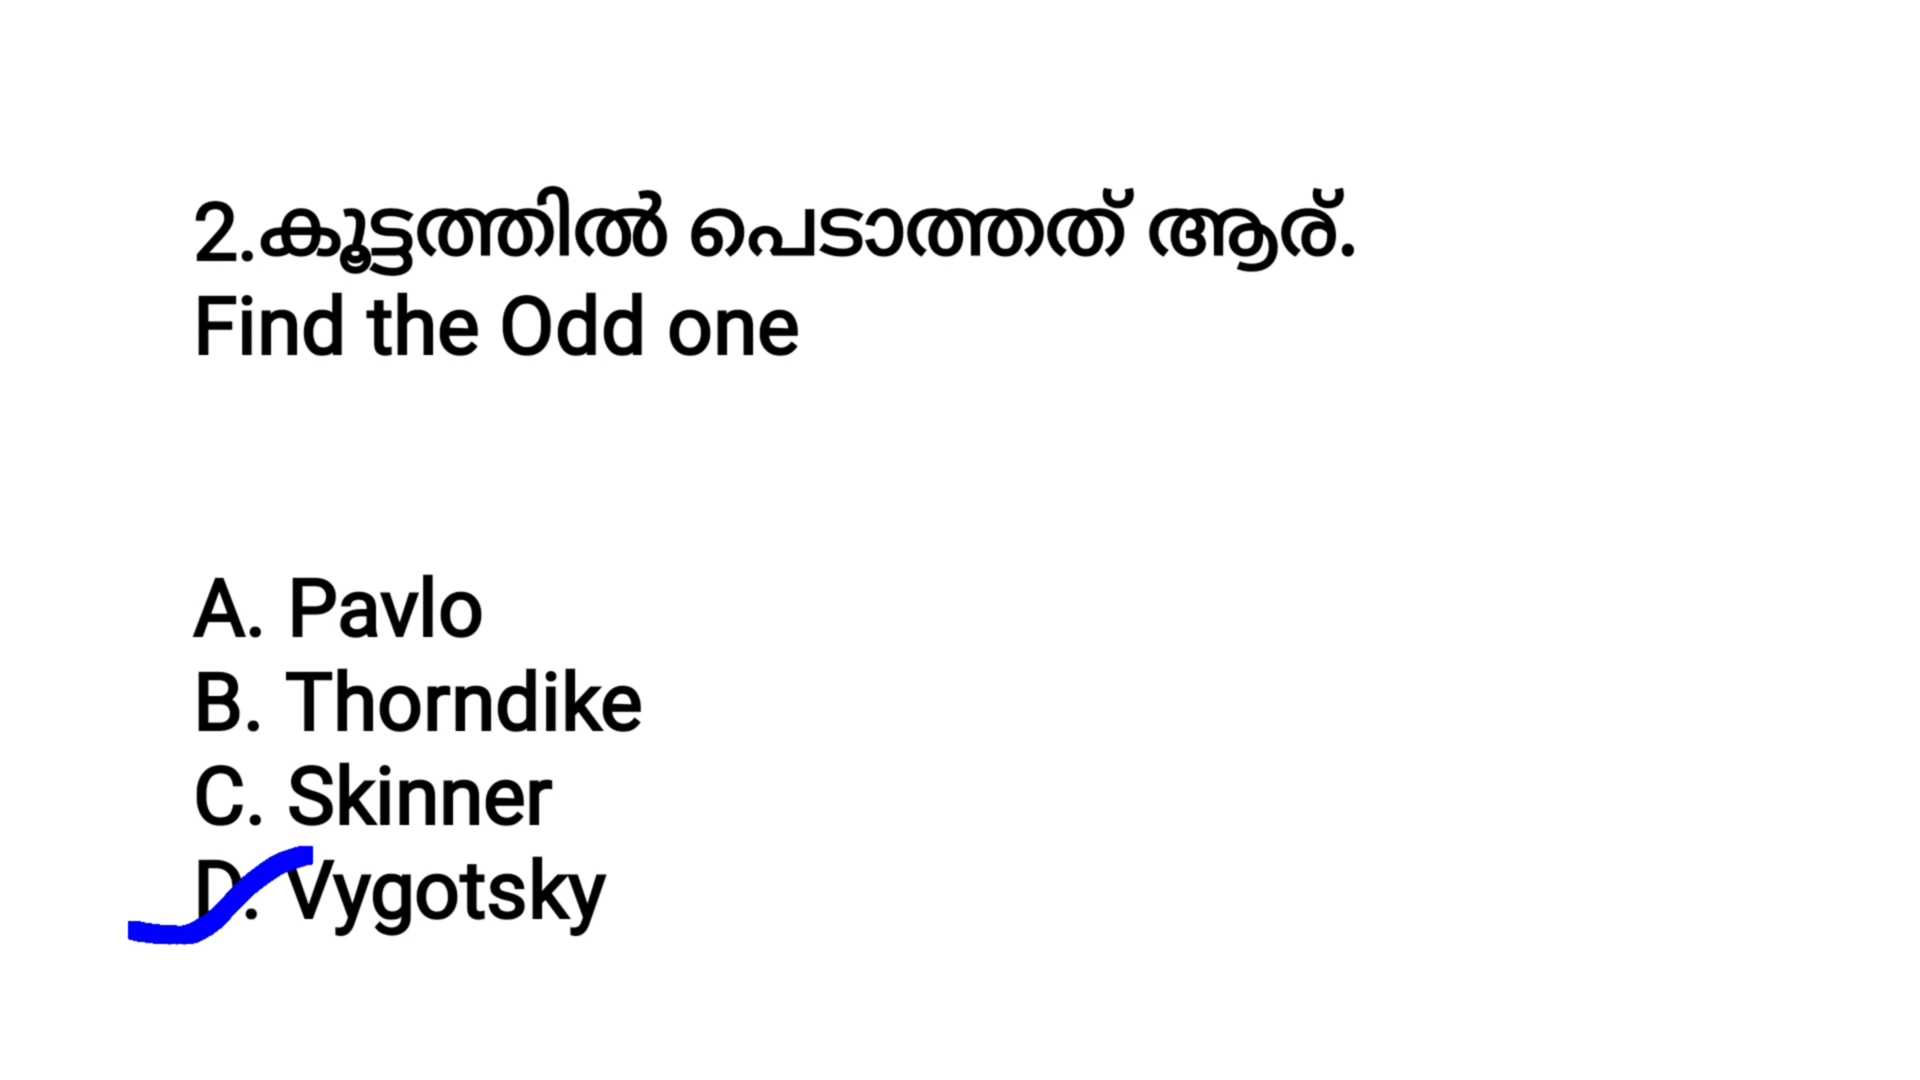 2.കൂട്ടത്തിൽ പെടാത്തത് ആര്.
Find the Odd one
A. Pavlo
B. Thorndike
C. Skinner
D. Vygotsky